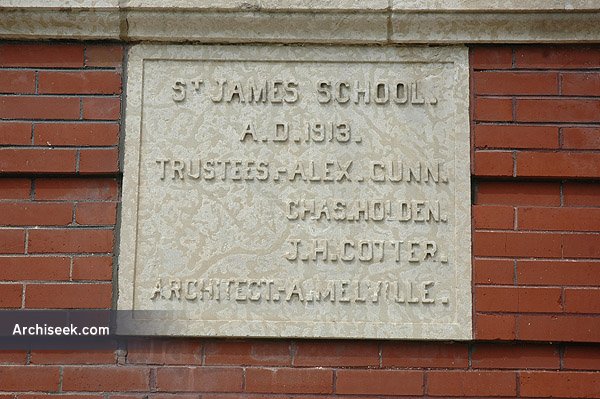 ST JAMES SCHOOL.
A.D.1913.
TRUSTEES.-ALEX. GUNN.
CHAS.HOLDEN.
J.H.COTTER.
ARCHITECT.-A.MELVILLE.
Archiseek.com